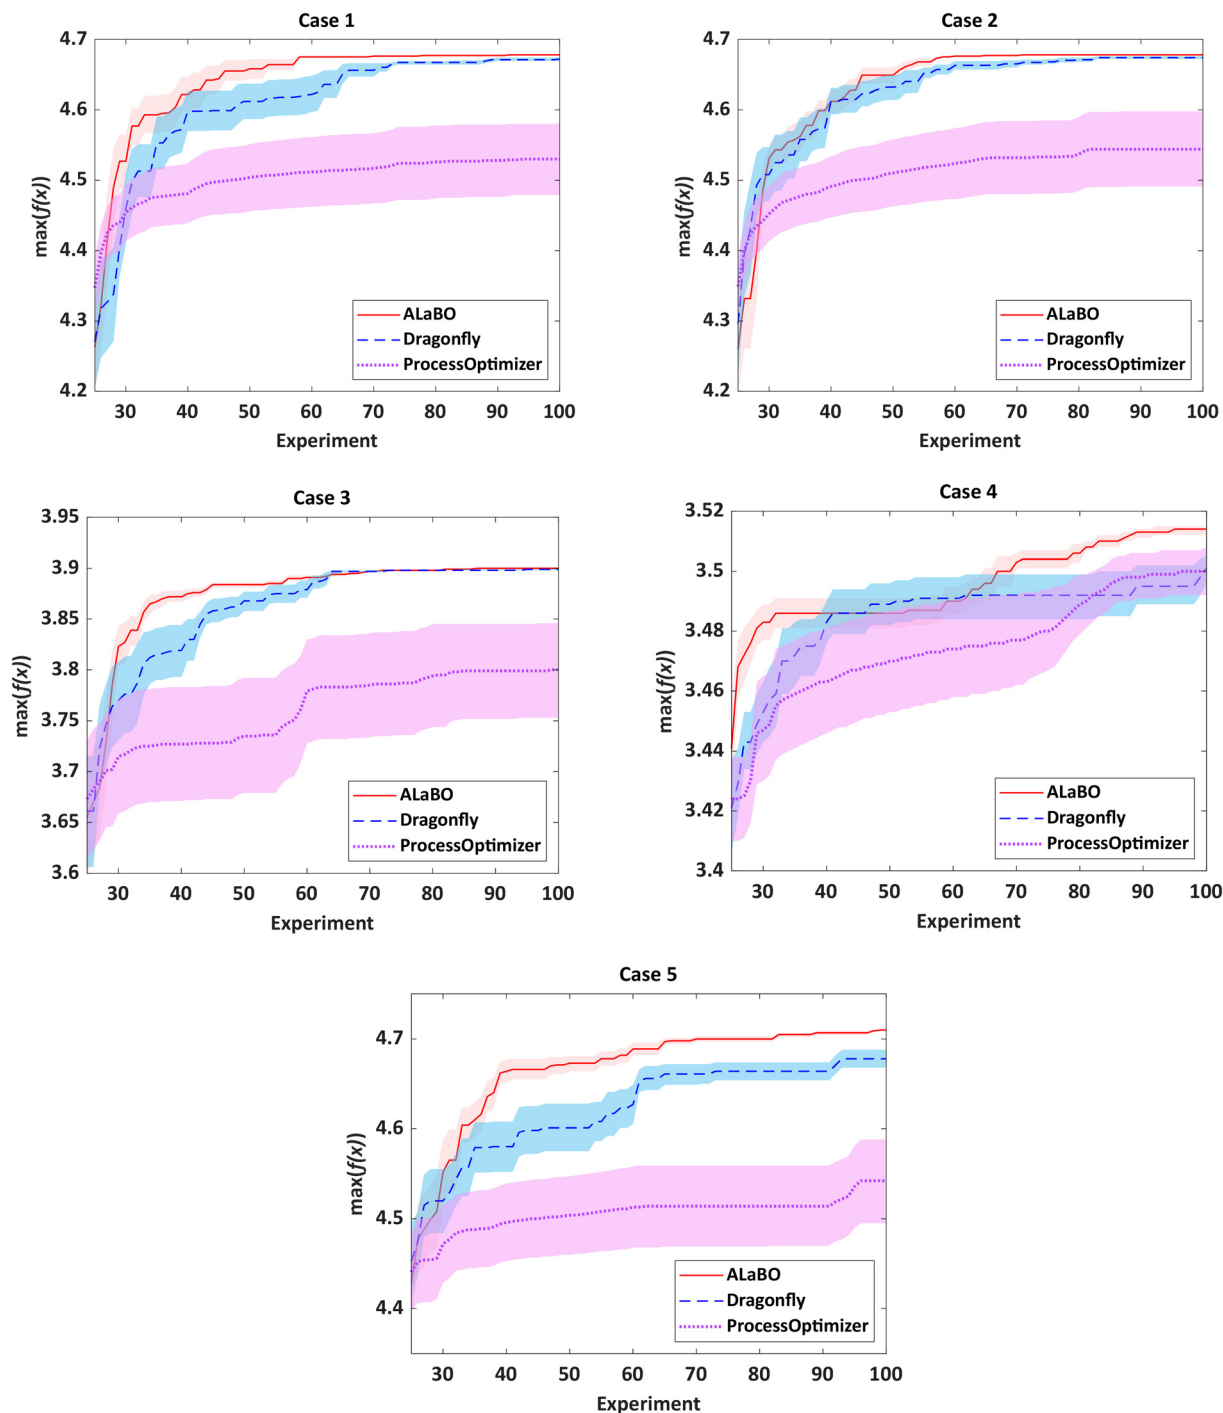 Case 1
4.7
4.6
4.5
4.4
4.3
4.2
max(f(x))
ALaBO
Dragonfly
ProcessOptimizer
30 40 50 60 70 80 90 100
Experiment
Case 2
4.7
4.6
4.5
4.4
4.3
4.2
max(f(x))
ALaBO
Dragonfly
ProcessOptimizer
30 40 50 60 70 80 90 100
Experiment
Case 3
3.95
3.9
3.85
3.8
3.75
3.7
3.65
3.6
max(f(x))
ALaBO
Dragonfly
ProcessOptimizer
30 40 50 60 70 80 90 100
Experiment
Case 4
3.52
3.5
3.48
3.46
3.44
3.42
3.4
max(f(x))
ALaBO
Dragonfly
ProcessOptimizer
30 40 50 60 70 80 90 100
Experiment
Case 5
4.7
4.6
4.5
4.4
max(f(x))
ALaBO
Dragonfly
ProcessOptimizer
30 40 50 60 70 80 90 100
Experiment